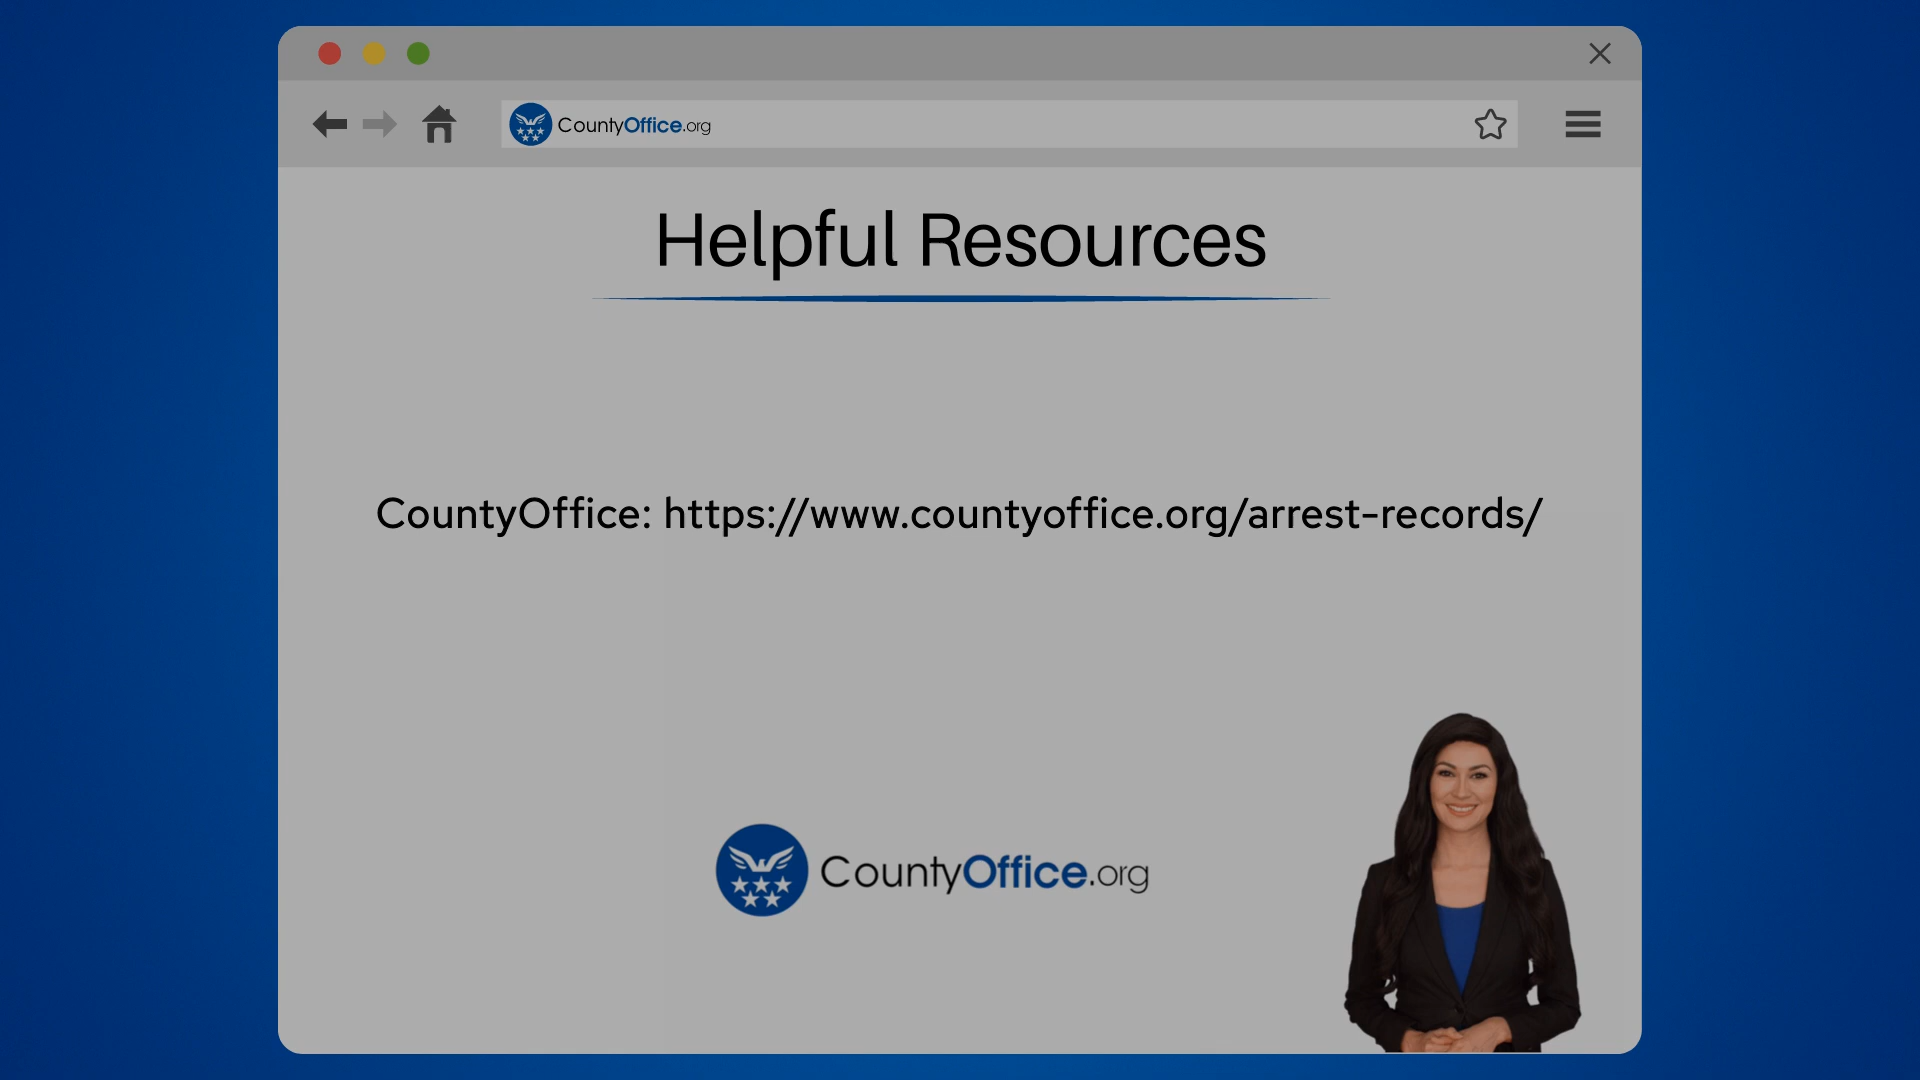 CountyOffice.org
Helpful Resources
CountyOffice: https://www.countyoffice.org/arrest-records/
CountyOffice.org